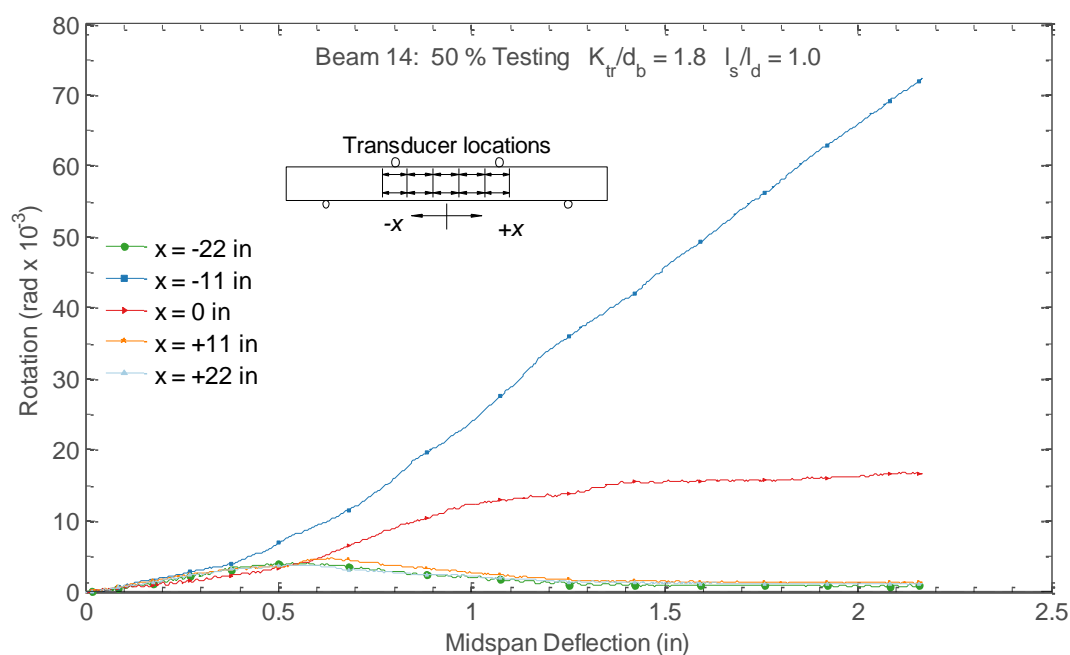 Beam 14: 50 % Testing K_tr/d_b = 1.8 l_s/l_d = 1.0
Transducer locations
-x
+x
x = -22 in
x = -11 in
x = 0 in
x = +11 in
x = +22 in
Rotation (rad x 10^-3)
80
70
60
50
40
30
20
10
0
0
0.5
1
1.5
2
2.5
Midspan Deflection (in)